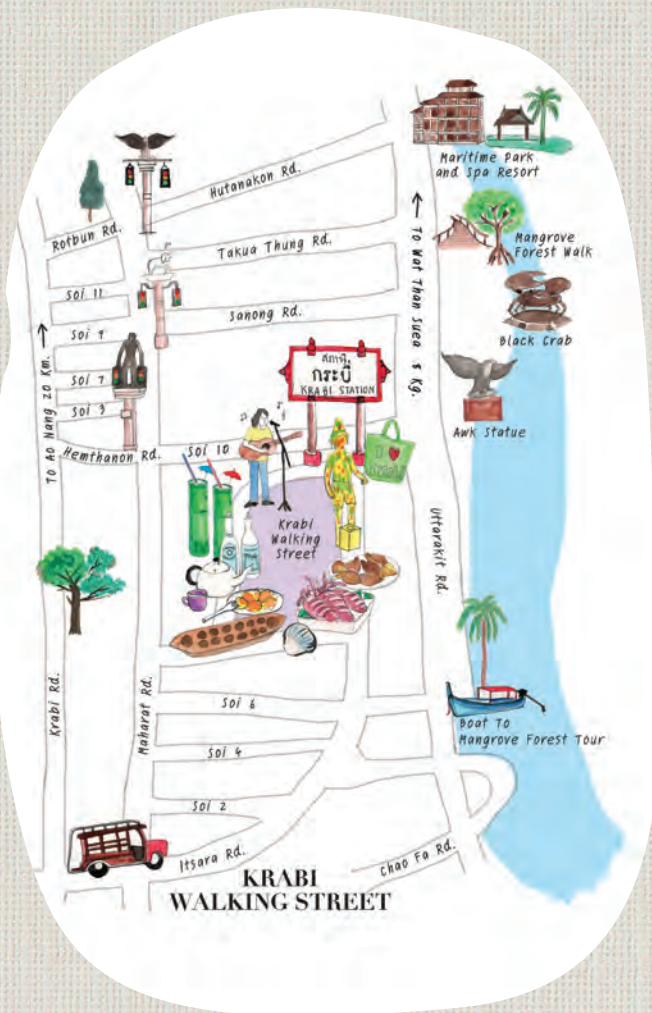 Maritime Park
and Spa Resort
Hutanakon Rd.
Rotbun Rd.
Takua Thung Rd.
Mangrove
Forest Walk
Soi 11
Sanong Rd.
Black Crab
Soi 9
Soi 7
Soi 3
TO AO Nang 20 Km.
TO Wat Than Suea 8 Kg.
สถานี
กระบี่
KRABI STATION
Awk Statue
Hemthanon Rd.
Soi 10
I
Krabi
Walking
Street
Uttarakit Rd.
Krabi Rd.
Maharat Rd.
Soi 6
Boat To
Mangrove Forest Tour
Soi 4
Soi 2
Itsara Rd.
Chao Fa Rd.
KRABI
WALKING STREET